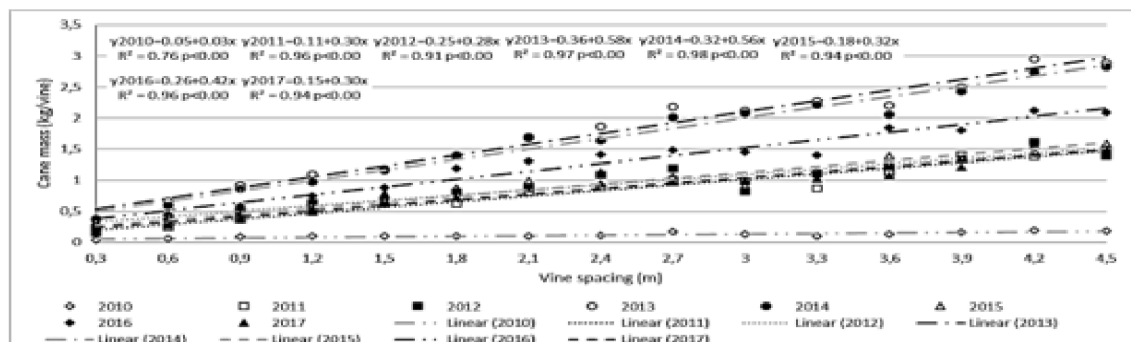 y2010=0.05+0.03x y2011=0.11+0.30x y2012=0.25+0.28x y2013=0.36+0.58x y2014=0.32+0.56x y2015=0.18+0.32x
R² = 0.76 p<0.00 R² = 0.96 p<0.00 R² = 0.91 p<0.00 R² = 0.97 p<0.00 R² = 0.98 p<0.00 R² = 0.94 p<0.00
y2016=0.26+0.42x y2017=0.15+0.30x
R² = 0.96 p<0.00 R² = 0.94 p<0.00
Cane mass (kg/vine)
3,5
3
2,5
2
1,5
1
0,5
0
0,3 0,6 0,9 1,2 1,5 1,8 2,1 2,4 2,7 3 3,3 3,6 3,9 4,2 4,5
Vine spacing (m)
2010 2011 2012 2013 2014 2015
2016 2017 Linear (2010) Linear (2011) Linear (2012) Linear (2013)
Linear (2014) Linear (2015) Linear (2016) Linear (2017)